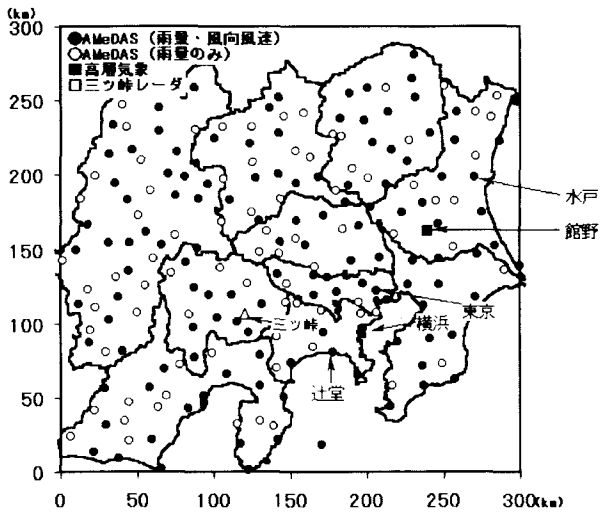 (km)
300
250
200
150
100
50
0
●AMeDAS (雨量・風向風速)
○AMeDAS (雨量のみ)
■高層気象
□三ツ峠レーダ
水戸
館野
東京
横浜
三ツ峠
辻堂
0 50 100 150 200 250 300(km)